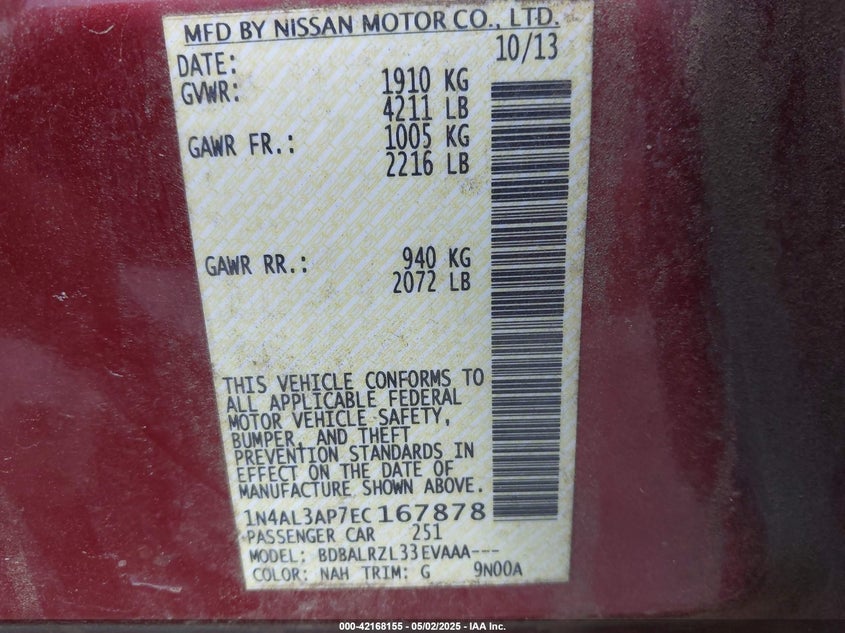 MFD BY NISSAN MOTOR CO., LTD.
DATE: 10/13
GVWR: 1910 KG
4211 LB
GAWR FR.: 1005 KG
2216 LB
GAWR RR.: 940 KG
2072 LB
THIS VEHICLE CONFORMS TO
ALL APPLICABLE FEDERAL
MOTOR VEHICLE SAFETY,
BUMPER, AND THEFT
PREVENTION STANDARDS IN
EFFECT ON THE DATE OF
MANUFACTURE SHOWN ABOVE.
1N4AL3AP7EC167878
PASSENGER CAR 251
MODEL: BDBALRZL33EVAAA---
COLOR: NAH TRIM: G 9N00A
000-42168155 - 05/02/2025 - IAA Inc.